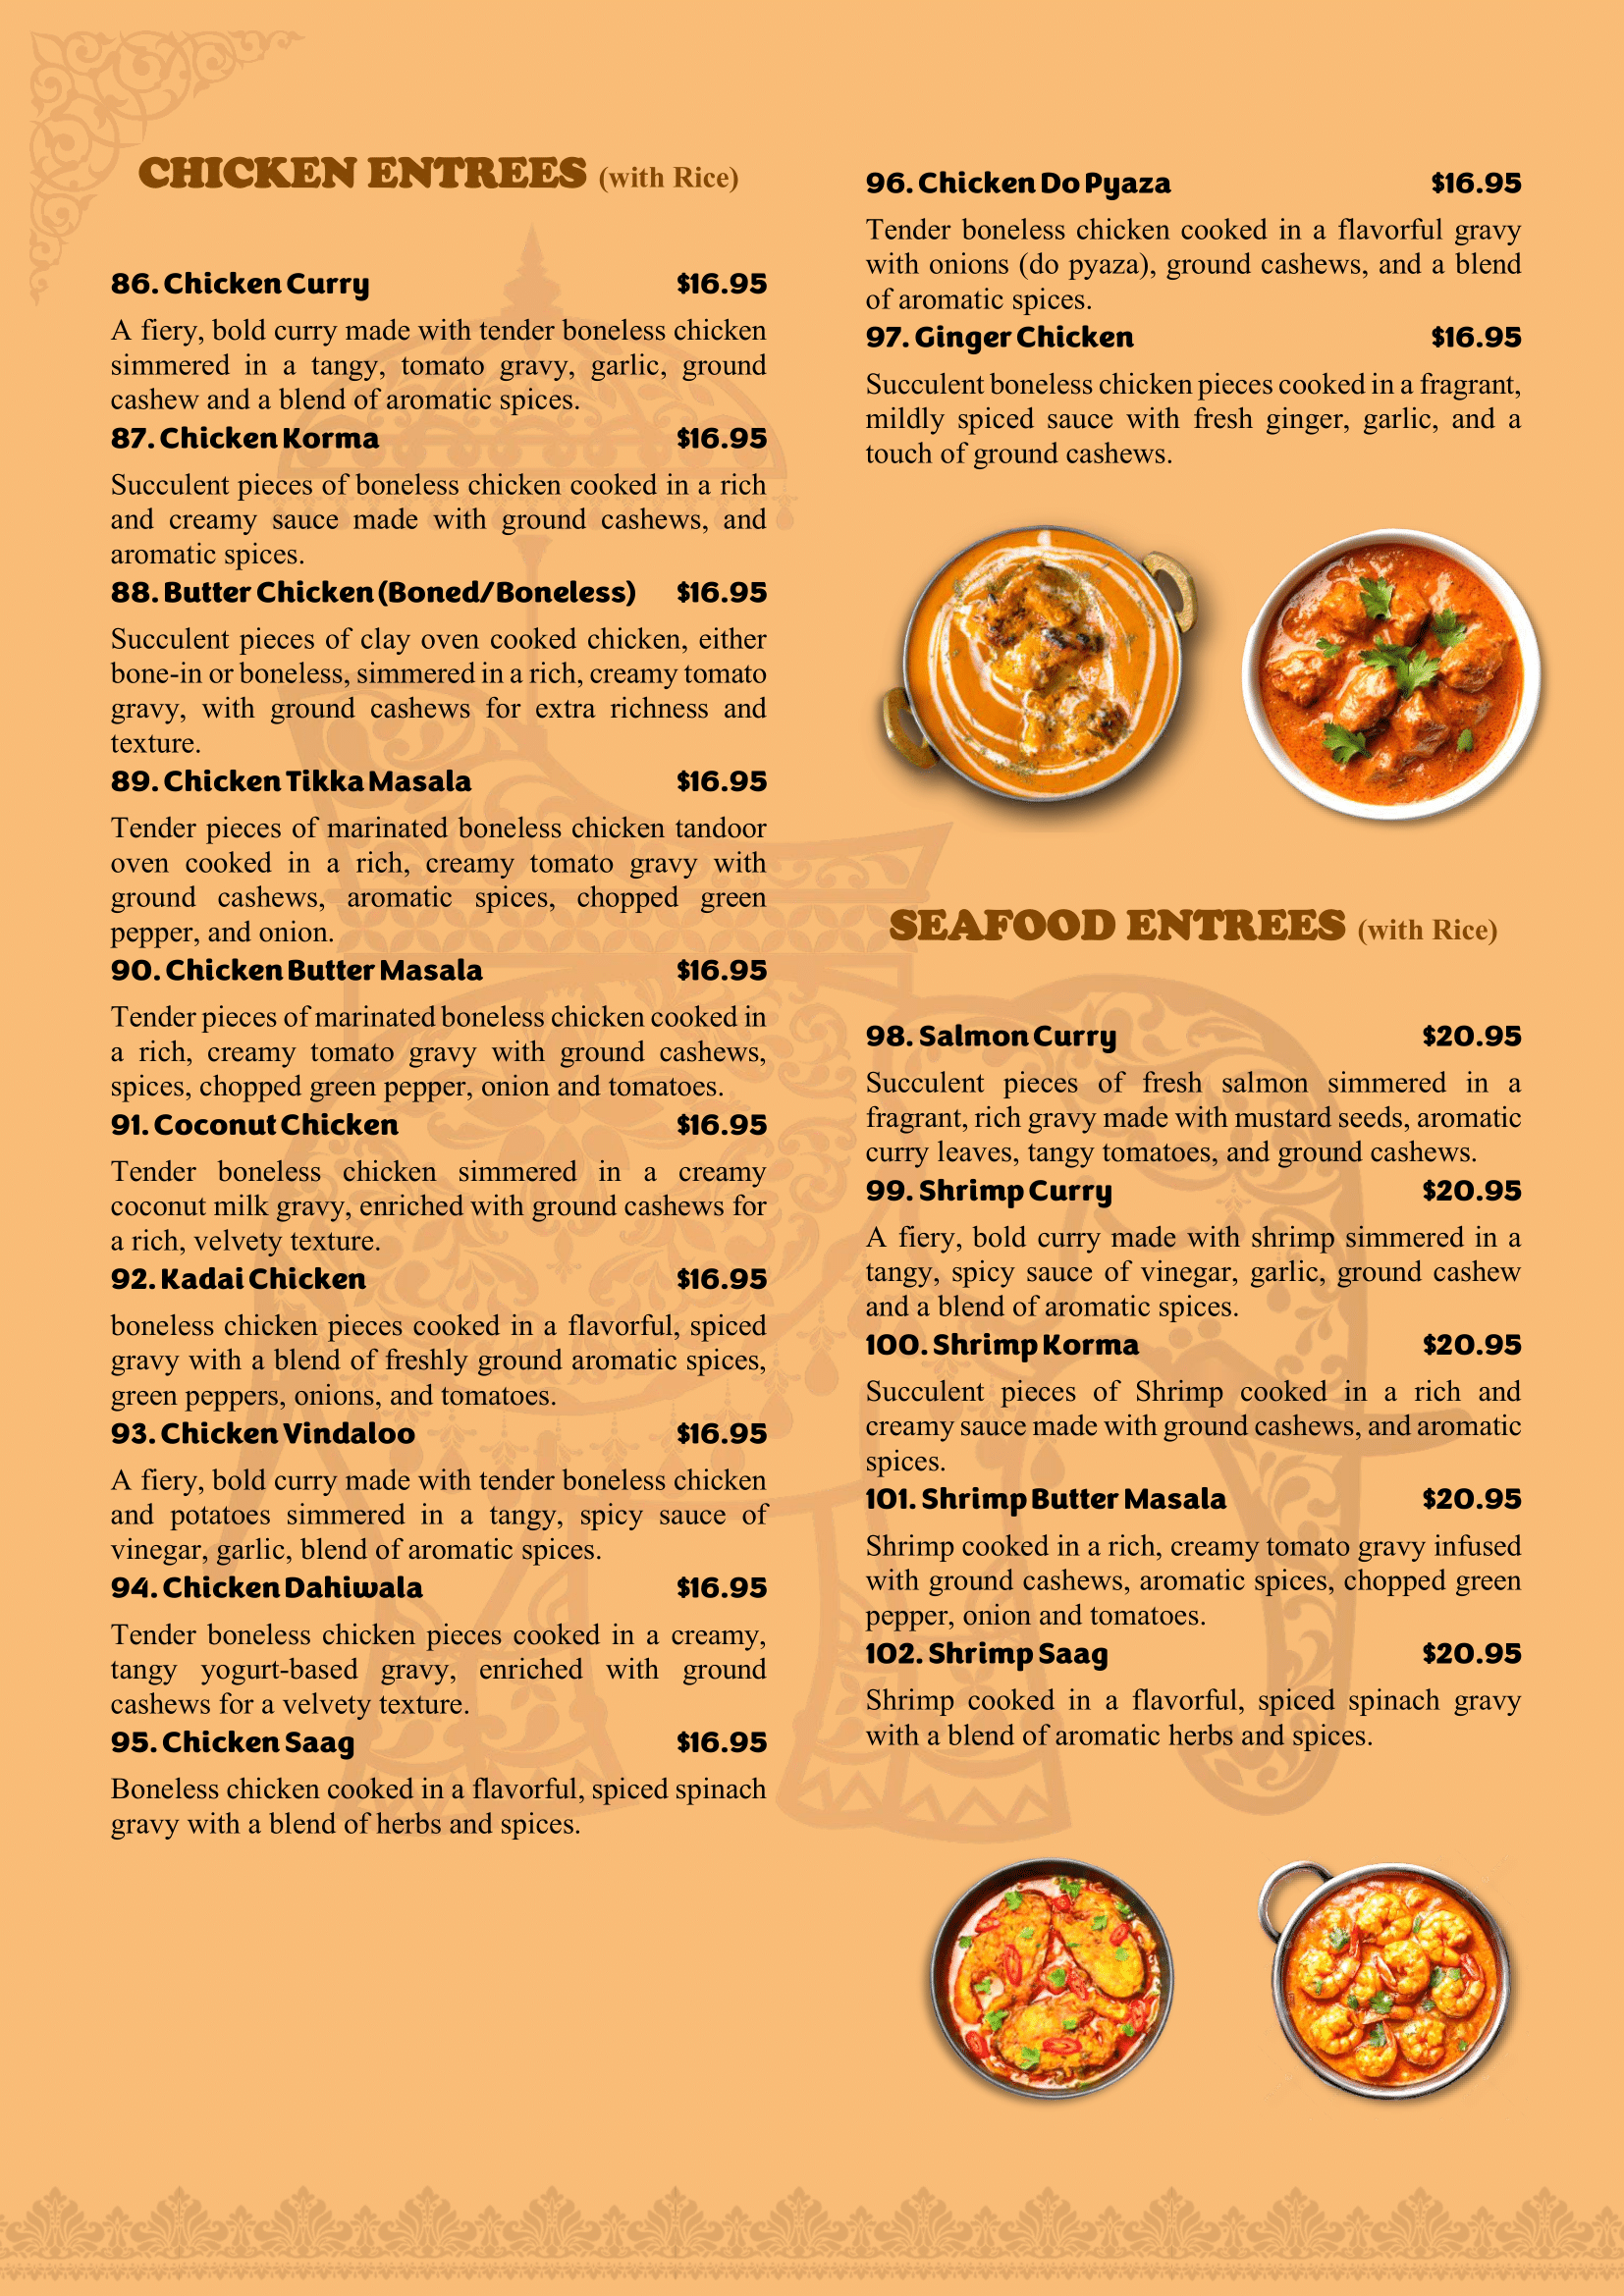 CHICKEN ENTREES (with Rice)
86. Chicken Curry $16.95
A fiery, bold curry made with tender boneless chicken
simmered in a tangy, tomato gravy, garlic, ground
cashew and a blend of aromatic spices.
87. Chicken Korma $16.95
Succulent pieces of boneless chicken cooked in a rich
and creamy sauce made with ground cashews, and
aromatic spices.
88. Butter Chicken (Boned/Boneless) $16.95
Succulent pieces of clay oven cooked chicken, either
bone-in or boneless, simmered in a rich, creamy tomato
gravy, with ground cashews for extra richness and
texture.
89. Chicken Tikka Masala $16.95
Tender pieces of marinated boneless chicken tandoor
oven cooked in a rich, creamy tomato gravy with
ground cashews, aromatic spices, chopped green
pepper, and onion.
90. Chicken Butter Masala $16.95
Tender pieces of marinated boneless chicken cooked in
a rich, creamy tomato gravy with ground cashews,
spices, chopped green pepper, onion and tomatoes.
91. Coconut Chicken $16.95
Tender boneless chicken simmered in a creamy
coconut milk gravy, enriched with ground cashews for
a rich, velvety texture.
92. Kadai Chicken $16.95
boneless chicken pieces cooked in a flavorful, spiced
gravy with a blend of freshly ground aromatic spices,
green peppers, onions, and tomatoes.
93. Chicken Vindaloo $16.95
A fiery, bold curry made with tender boneless chicken
and potatoes simmered in a tangy, spicy sauce of
vinegar, garlic, blend of aromatic spices.
94. Chicken Dahiwala $16.95
Tender boneless chicken pieces cooked in a creamy,
tangy yogurt-based gravy, enriched with ground
cashews for a velvety texture.
95. Chicken Saag $16.95
Boneless chicken cooked in a flavorful, spiced spinach
gravy with a blend of herbs and spices.
96. Chicken Do Pyaza $16.95
Tender boneless chicken cooked in a flavorful gravy
with onions (do pyaza), ground cashews, and a blend
of aromatic spices.
97. Ginger Chicken $16.95
Succulent boneless chicken pieces cooked in a fragrant,
mildly spiced sauce with fresh ginger, garlic, and a
touch of ground cashews.
SEAFOOD ENTREES (with Rice)
98. Salmon Curry $20.95
Succulent pieces of fresh salmon simmered in a
fragrant, rich gravy made with mustard seeds, aromatic
curry leaves, tangy tomatoes, and ground cashews.
99. Shrimp Curry $20.95
A fiery, bold curry made with shrimp simmered in a
tangy, spicy sauce of vinegar, garlic, ground cashew
and a blend of aromatic spices.
100. Shrimp Korma $20.95
Succulent pieces of Shrimp cooked in a rich and
creamy sauce made with ground cashews, and aromatic
spices.
101. Shrimp Butter Masala $20.95
Shrimp cooked in a rich, creamy tomato gravy infused
with ground cashews, aromatic spices, chopped green
pepper, onion and tomatoes.
102. Shrimp Saag $20.95
Shrimp cooked in a flavorful, spiced spinach gravy
with a blend of aromatic herbs and spices.